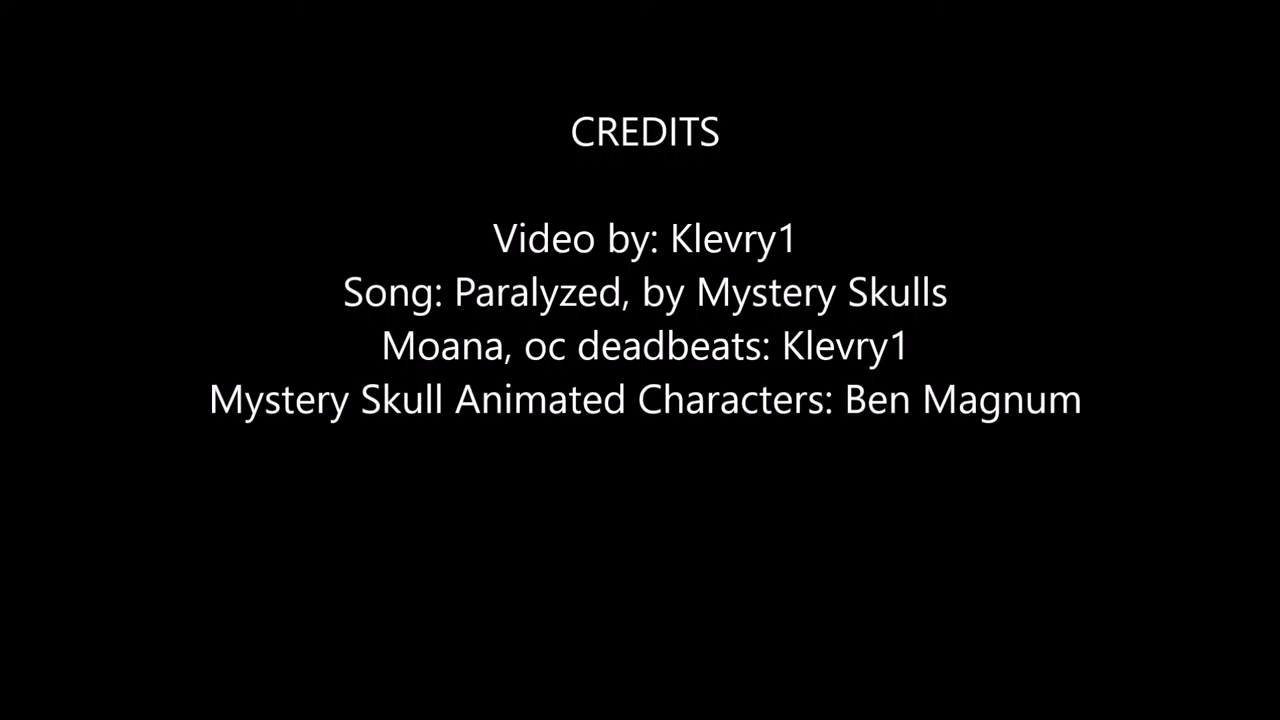 CREDITS
Video by: Klevry1
Song: Paralyzed, by Mystery Skulls
Moana, oc deadbeats: Klevry1
Mystery Skull Animated Characters: Ben Magnum